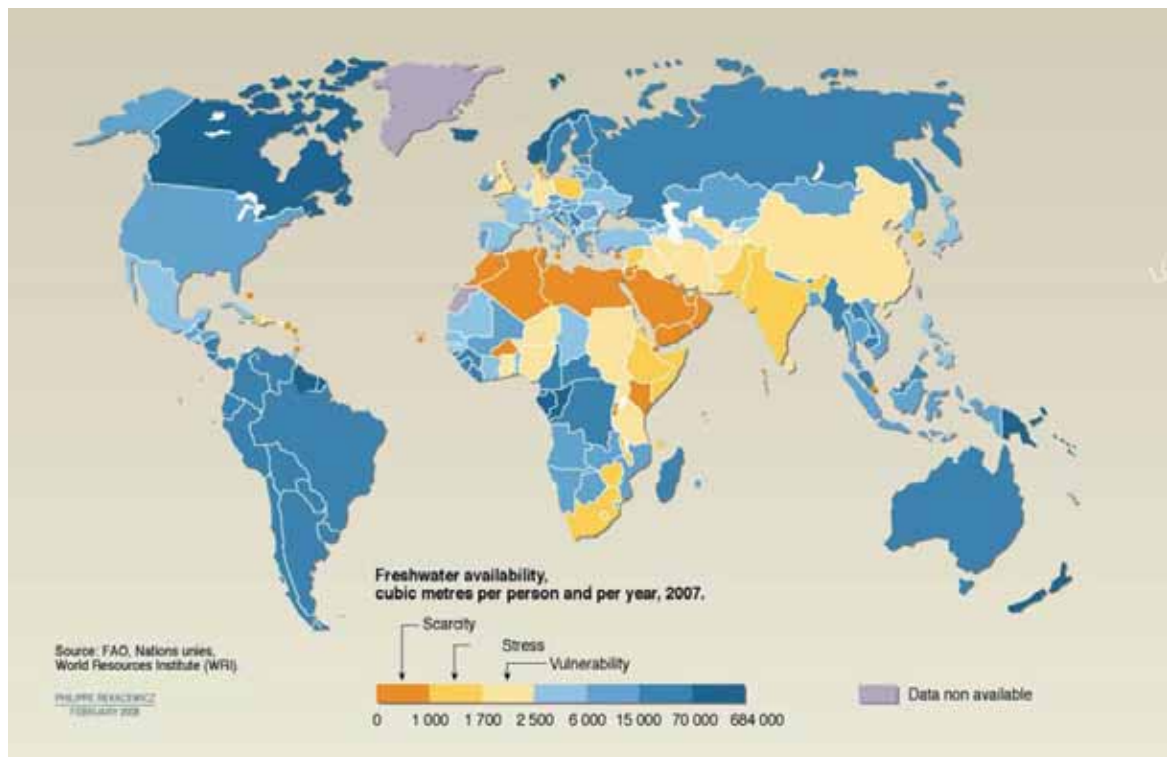 Freshwater availability,
cubic metres per person and per year, 2007.
Scarcity
Stress
Vulnerability
0 1 000 1 700 2 500 6 000 15 000 70 000 684 000
Data non available
Source: FAO, Nations unies,
World Resources Institute (WRI)
PHILIPPE REKACEWICZ
FEBRUARY 2008